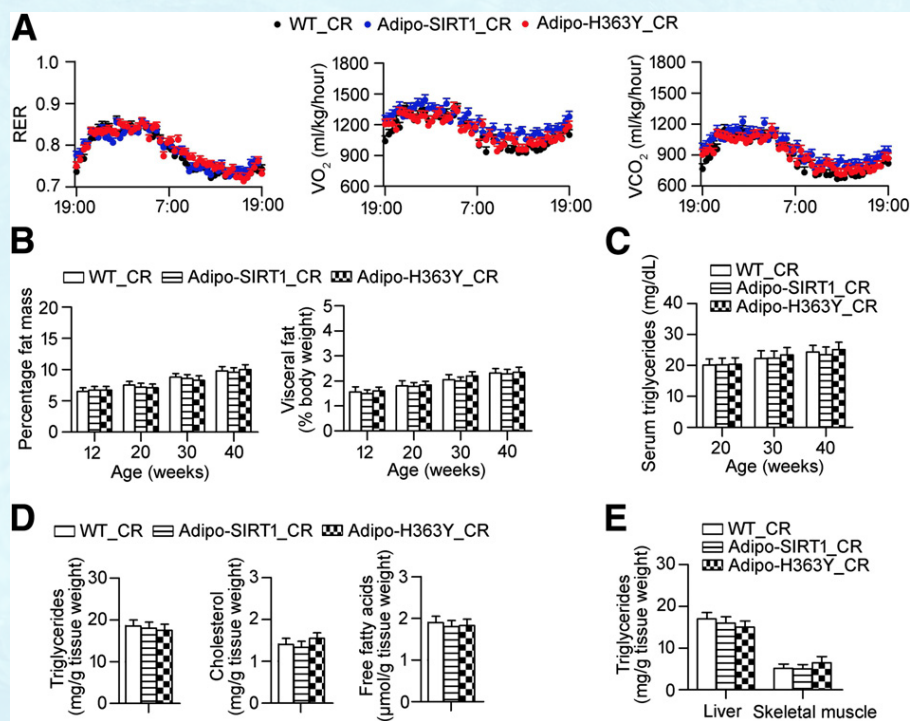 A
WT_CR Adipo-SIRT1_CR Adipo-H363Y_CR
RER
1.0
0.9
0.8
0.7
19:00 7:00 19:00
VO2 (ml/kg/hour)
1800
1500
1200
900
600
19:00 7:00 19:00
VCO2 (ml/kg/hour)
1800
1500
1200
900
600
19:00 7:00 19:00
B
WT_CR Adipo-SIRT1_CR Adipo-H363Y_CR
Percentage fat mass
20
15
10
5
0
12 20 30 40
Age (weeks)
Visceral fat
(% body weight)
5
4
3
2
1
0
12 20 30 40
Age (weeks)
C
WT_CR
Adipo-SIRT1_CR
Adipo-H363Y_CR
Serum triglycerides (mg/dL)
40
30
20
10
0
20 30 40
Age (weeks)
D
WT_CR Adipo-SIRT1_CR Adipo-H363Y_CR
Triglycerides
(mg/g tissue weight)
30
20
10
0
Cholesterol
(mg/g tissue weight)
3
2
1
0
Free fatty acids
(μmol/g tissue weight)
3
2
1
0
E
WT_CR
Adipo-SIRT1_CR
Adipo-H363Y_CR
Triglycerides
(mg/g tissue weight)
30
20
10
0
Liver Skeletal muscle